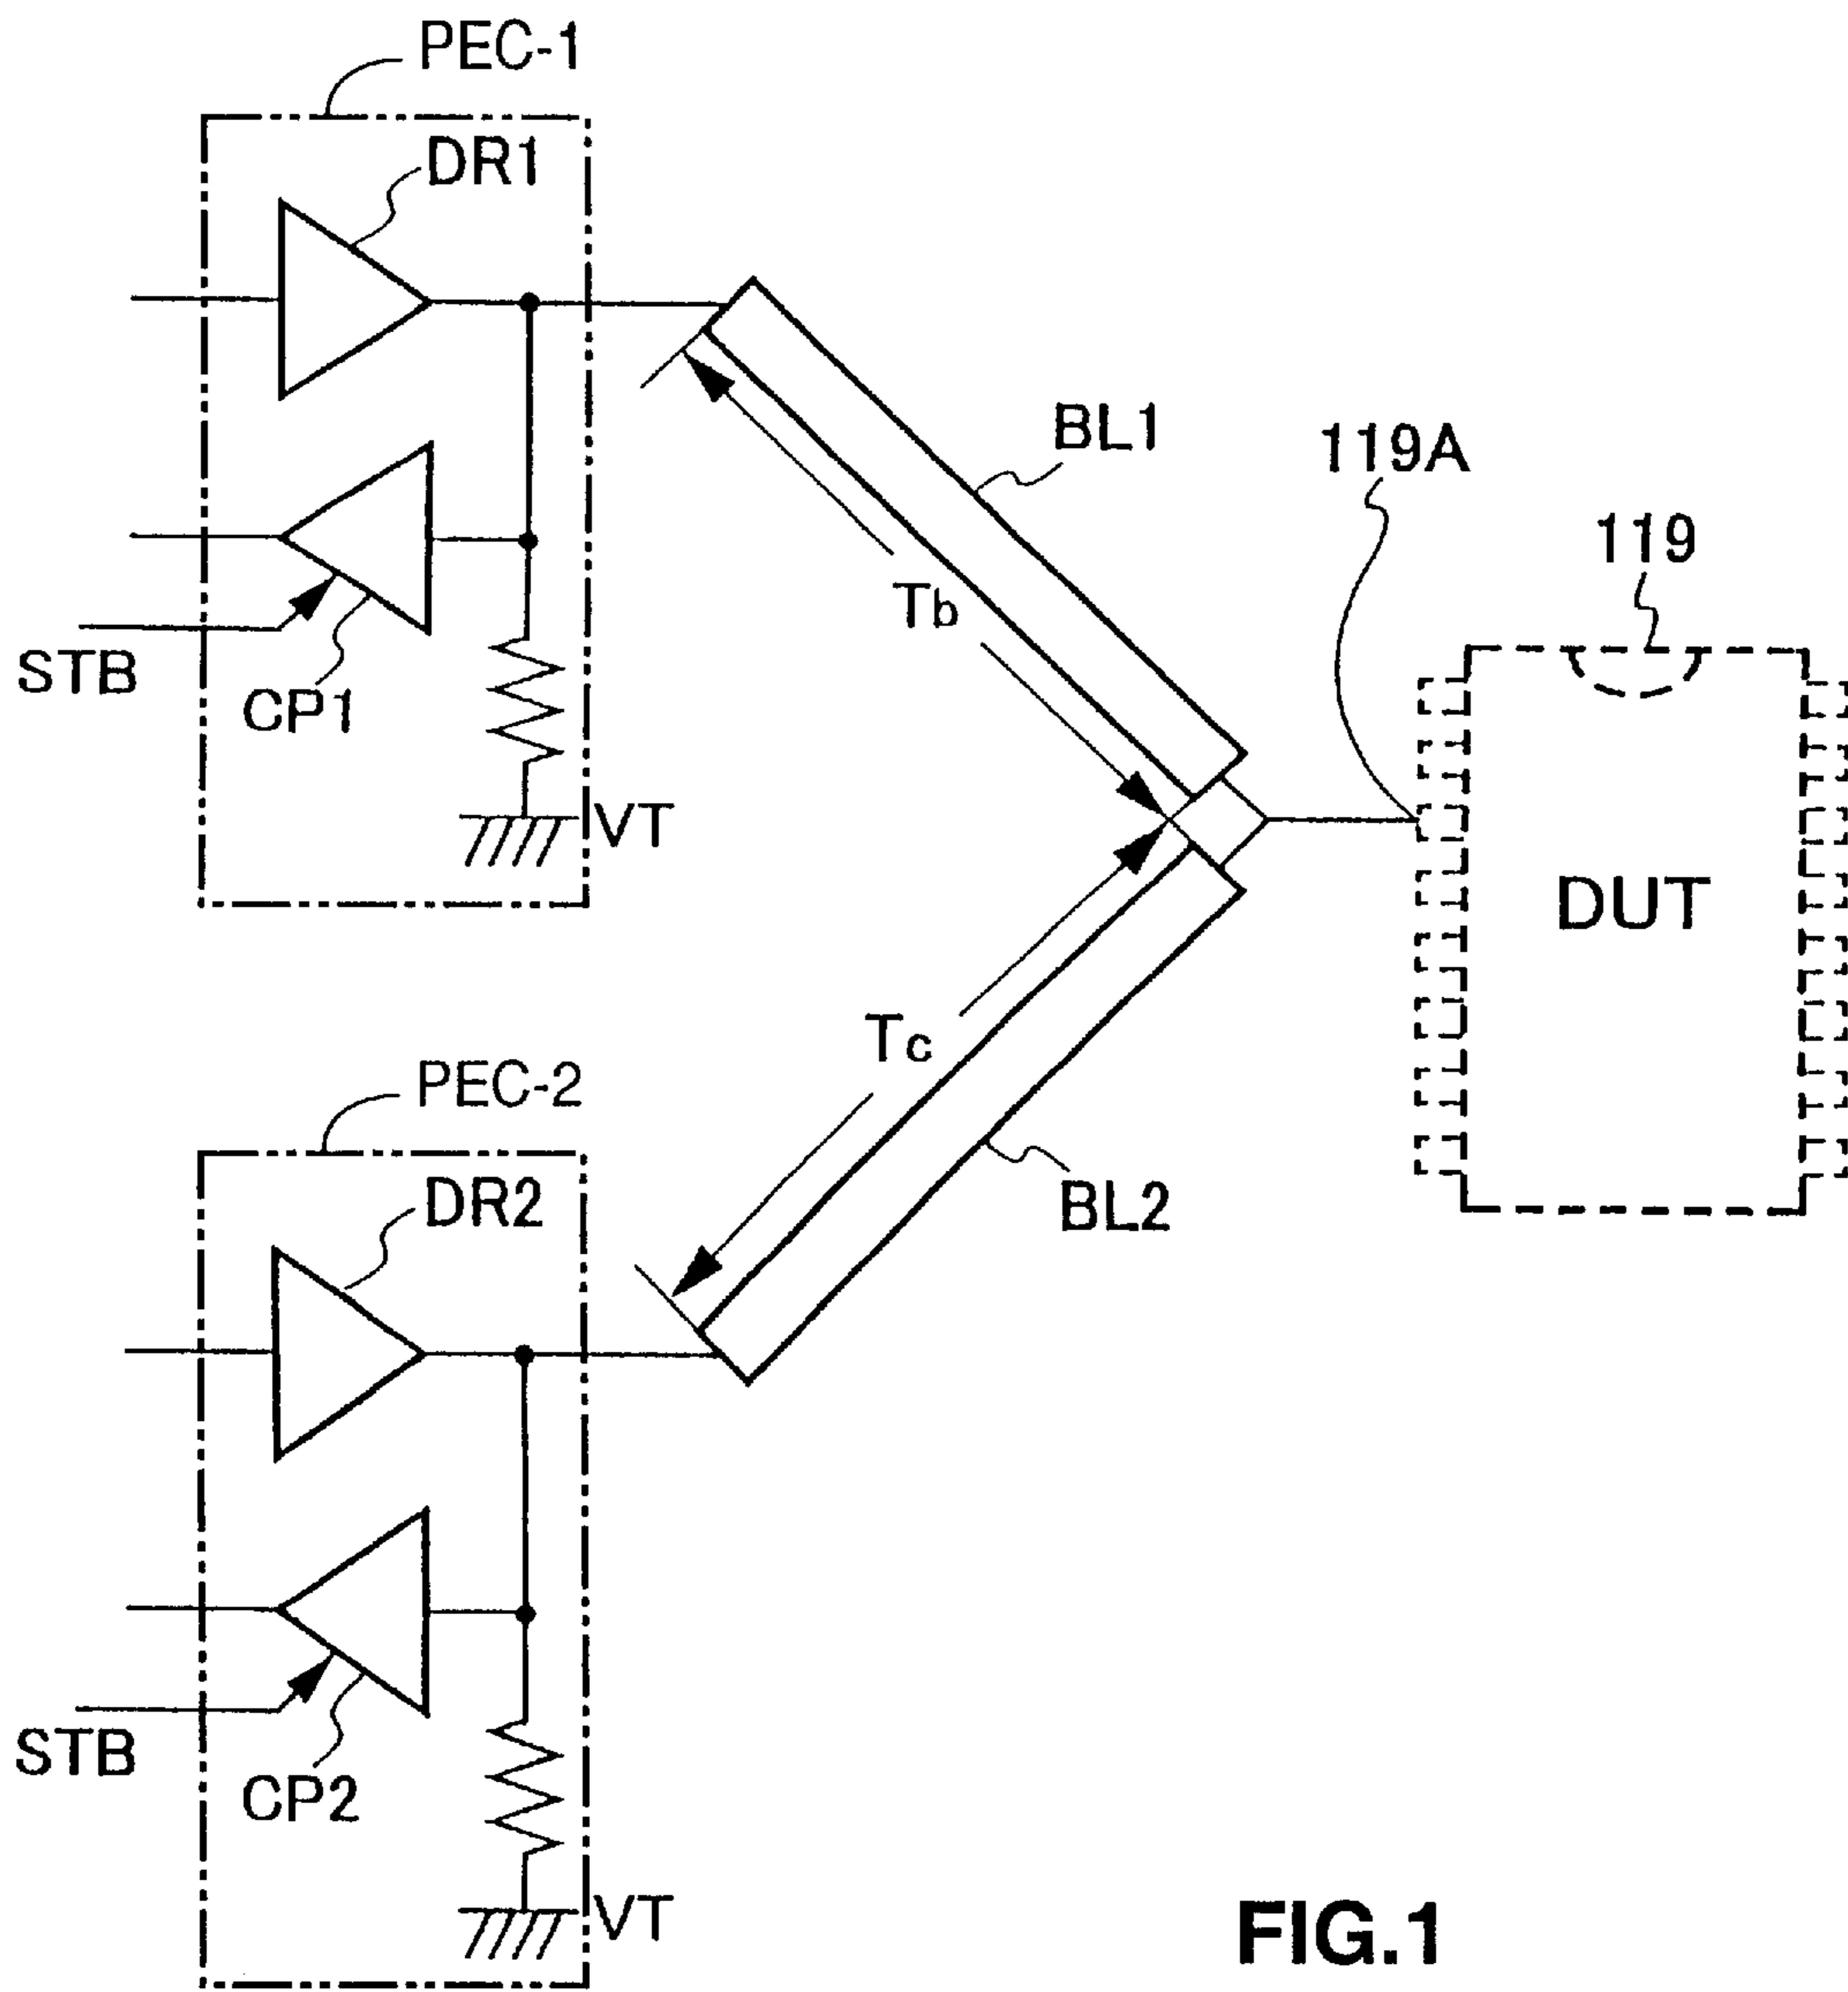 PEC-1
DR1
BL1
119A
119
Tb
STB
CP1
VT
DUT
Tc
PEC-2
DR2
BL2
STB
CP2
VT
FIG.1